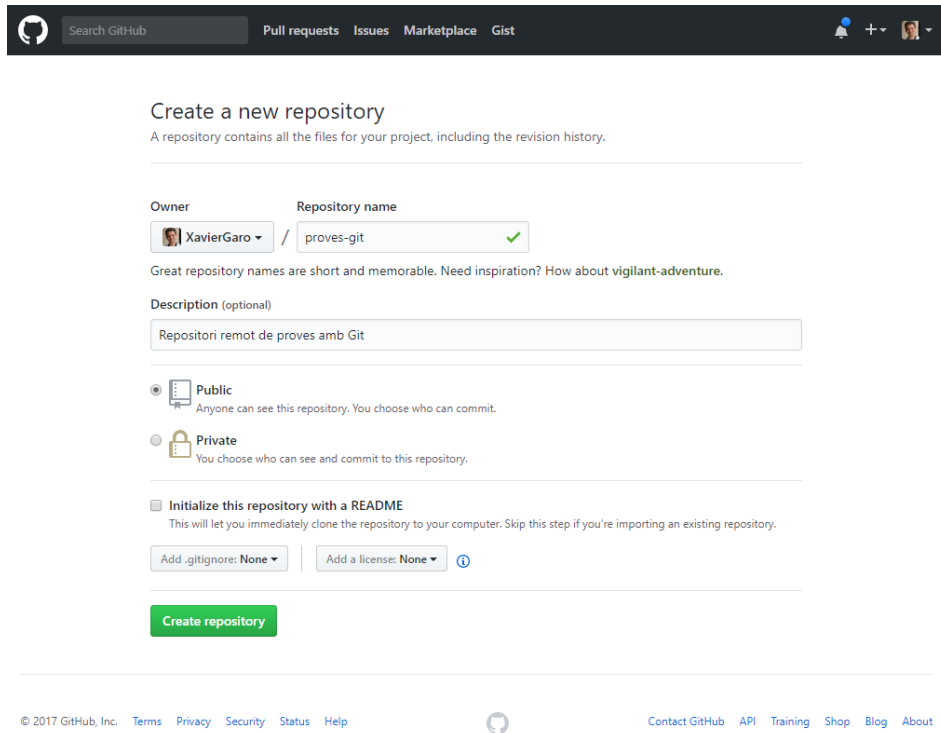 Search GitHub Pull requests Issues Marketplace Gist
Create a new repository
A repository contains all the files for your project, including the revision history.
Owner Repository name
XavierGaro / proves-git
Great repository names are short and memorable. Need inspiration? How about vigilant-adventure.
Description (optional)
Repositori remot de proves amb Git
Public
Anyone can see this repository. You choose who can commit.
Private
You choose who can see and commit to this repository.
Initialize this repository with a README
This will let you immediately clone the repository to your computer. Skip this step if you're importing an existing repository.
Add .gitignore: None Add a license: None
Create repository
© 2017 GitHub, Inc. Terms Privacy Security Status Help Contact GitHub API Training Shop Blog About